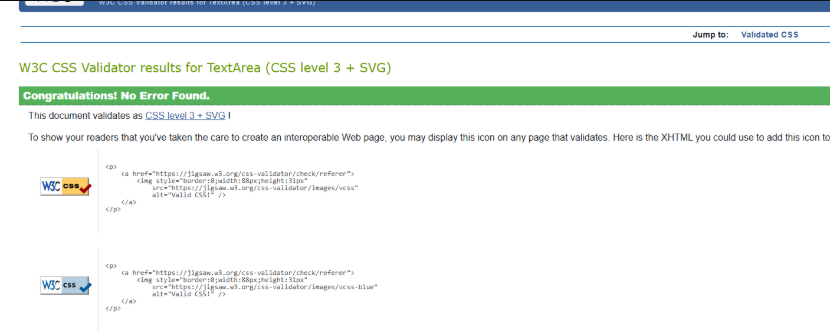 W3C CSS Validator results for TextArea (CSS level 3 + SVG)
Jump to: Validated CSS
W3C CSS Validator results for TextArea (CSS level 3 + SVG)
Congratulations! No Error Found.
This document validates as CSS level 3 + SVG !
To show your readers that you've taken the care to create an interoperable Web page, you may display this icon on any page that validates. Here is the XHTML you could use to add this icon to
W3C css
<p>
<a href="https://jigsaw.w3.org/css-validator/check/referer">
<img style="border:0;width:88px;height:31px"
src="https://jigsaw.w3.org/css-validator/images/vcss"
alt="Valid CSS!" />
</a>
</p>
W3C css
<p>
<a href="https://jigsaw.w3.org/css-validator/check/referer">
<img style="border:0;width:88px;height:31px"
src="https://jigsaw.w3.org/css-validator/images/vcss-blue"
alt="Valid CSS!" />
</a>
</p>